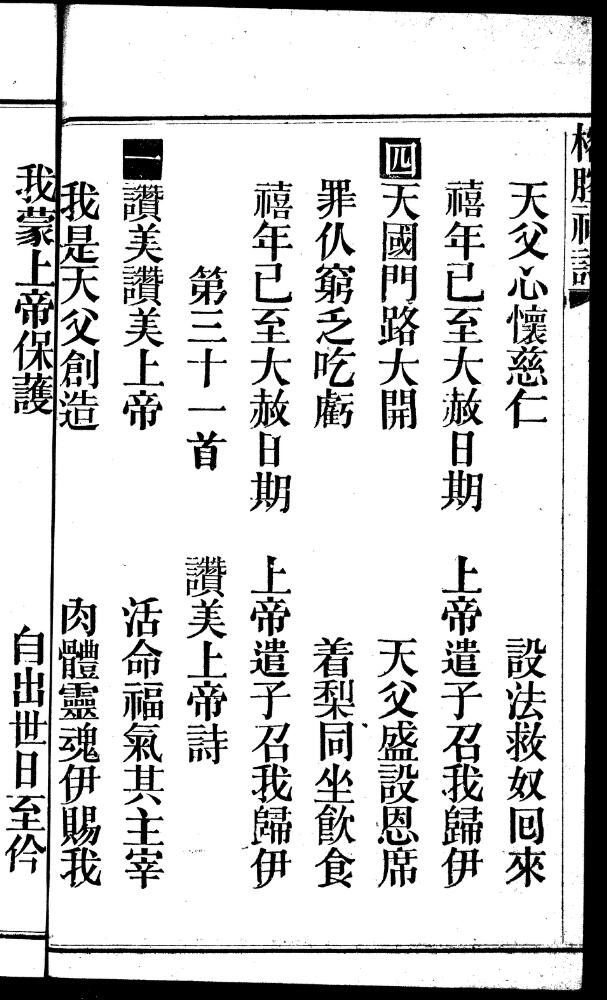 天父心懷慈仁 設法救奴回來
禧年已至大赦日期 上帝遣子召我歸伊
四 天國門路大開 天父盛設恩席
罪仆窮乏吃虧 着梨同坐飲食
禧年已至大赦日期 上帝遣子召我歸伊
第三十一首 讚美上帝詩
一 讚美讚美上帝 活命福氣其主宰
我是天父創造 肉體靈魂伊賜我
我蒙上帝保護 自出世日至伶